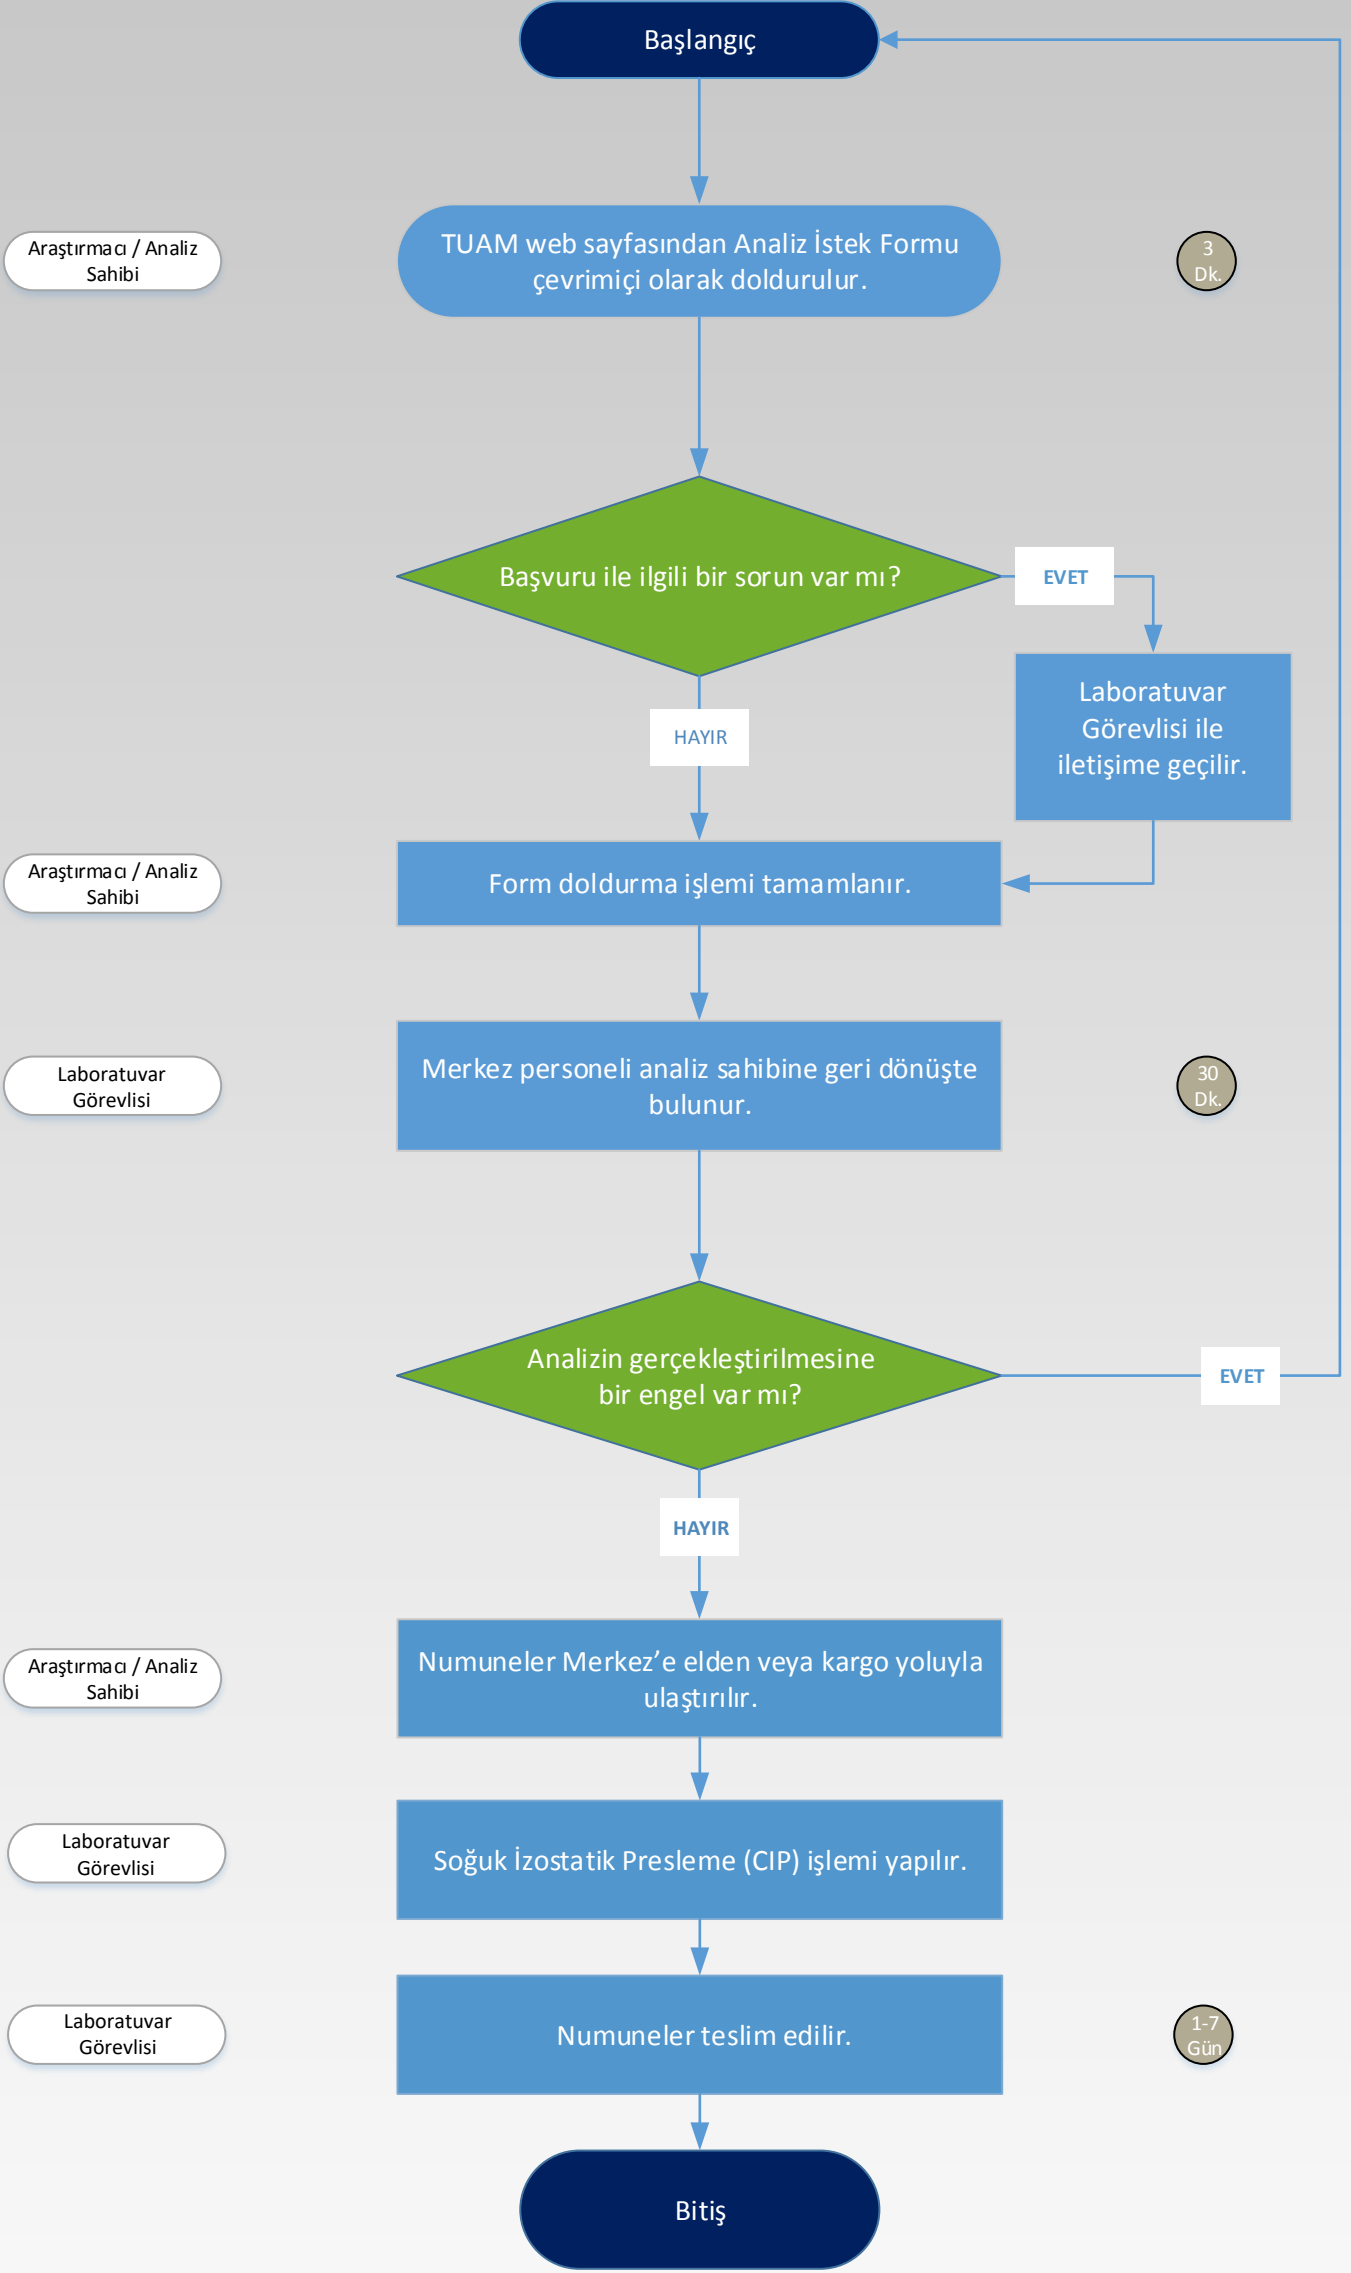 Başlangıç
Araştırmacı / Analiz
Sahibi
TUAM web sayfasından Analiz İstek Formu
çevrimiçi olarak doldurulur.
3
Dk.
Başvuru ile ilgili bir sorun var mı?
EVET
Laboratuvar
Görevlisi ile
iletişime geçilir.
HAYIR
Araştırmacı / Analiz
Sahibi
Form doldurma işlemi tamamlanır.
Laboratuvar
Görevlisi
Merkez personeli analiz sahibine geri dönüşte
bulunur.
30
Dk.
Analizin gerçekleştirilmesine
bir engel var mı?
EVET
HAYIR
Araştırmacı / Analiz
Sahibi
Numuneler Merkez’e elden veya kargo yoluyla
ulaştırılır.
Laboratuvar
Görevlisi
Soğuk İzostatik Presleme (CIP) işlemi yapılır.
Laboratuvar
Görevlisi
Numuneler teslim edilir.
1-7
Gün
Bitiş